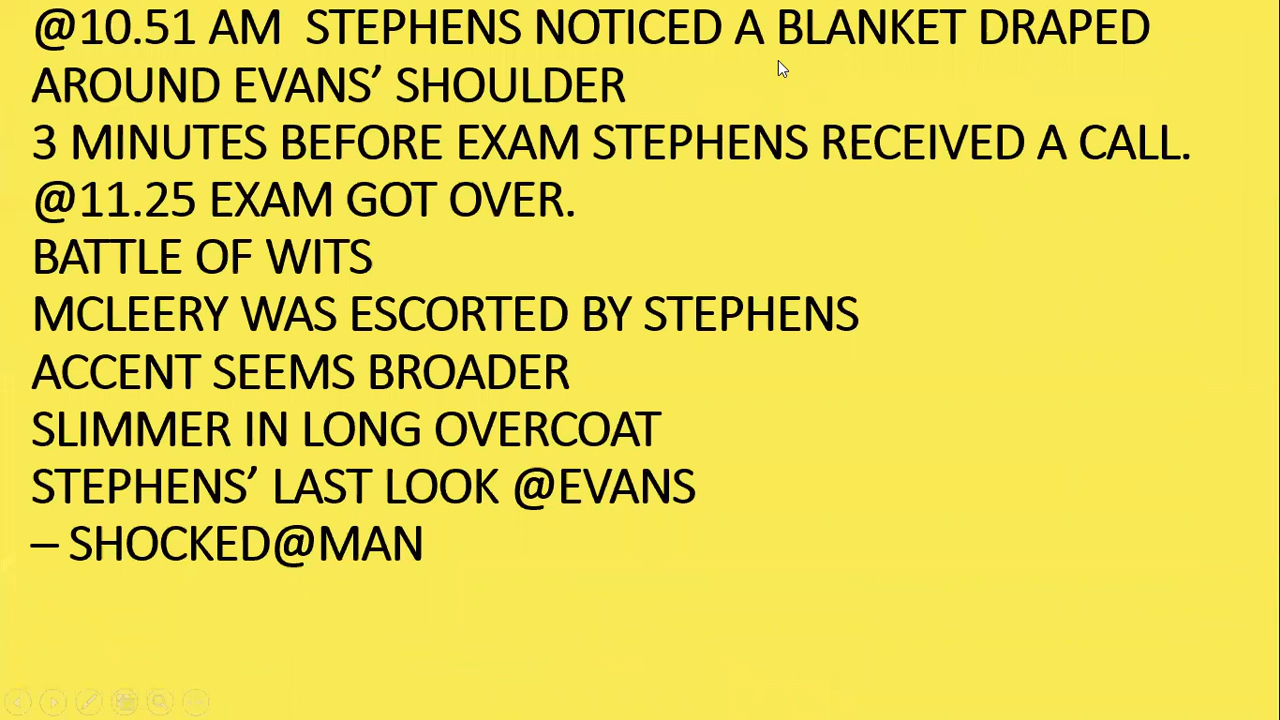 @10.51 AM  STEPHENS NOTICED A BLANKET DRAPED
AROUND EVANS’ SHOULDER
3 MINUTES BEFORE EXAM STEPHENS RECEIVED A CALL.
@11.25 EXAM GOT OVER.
BATTLE OF WITS
MCLEERY WAS ESCORTED BY STEPHENS
ACCENT SEEMS BROADER
SLIMMER IN LONG OVERCOAT
STEPHENS’ LAST LOOK @EVANS
– SHOCKED@MAN